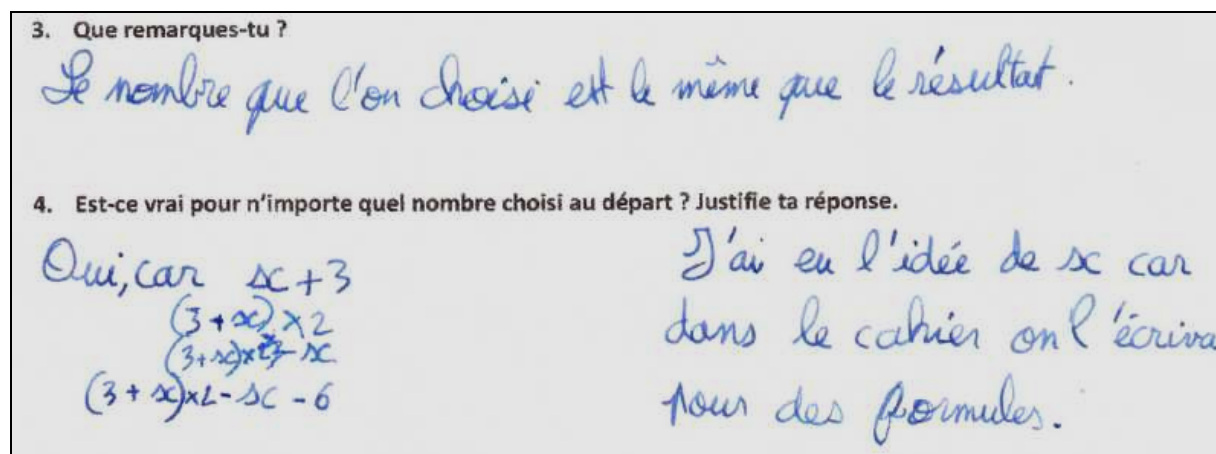 3. Que remarques-tu ?
Le nombre que l'on choisi est le même que le résultat.
4. Est-ce vrai pour n'importe quel nombre choisi au départ ? Justifie ta réponse.
Oui, car x+3
(3+x)×2
(3+x)×2-x
(3+x)×2-x-6
J'ai eu l'idée de x car
dans le cahier on l'écriva
pour des formules.